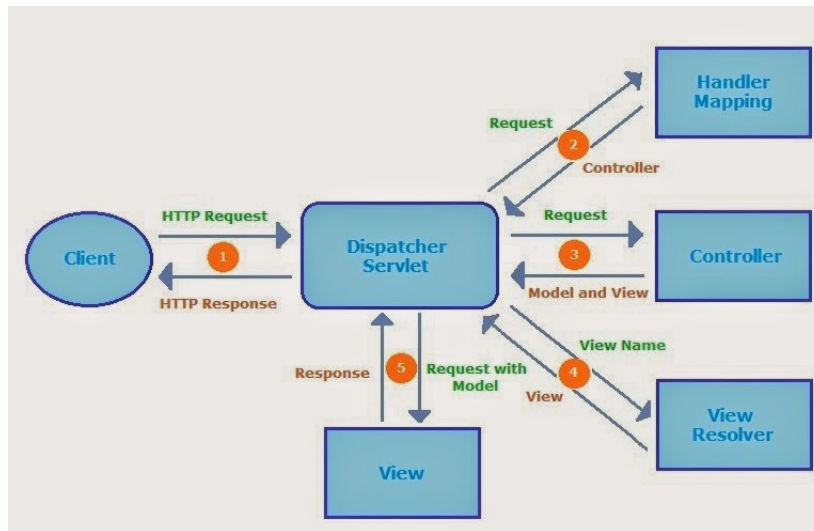 Handler
Mapping
Request
2
Controller
HTTP Request
Request
Client
1
Dispatcher
Servlet
3
Controller
HTTP Response
Model and View
View Name
Response
5
Request with
Model
4
View
View
Resolver
View